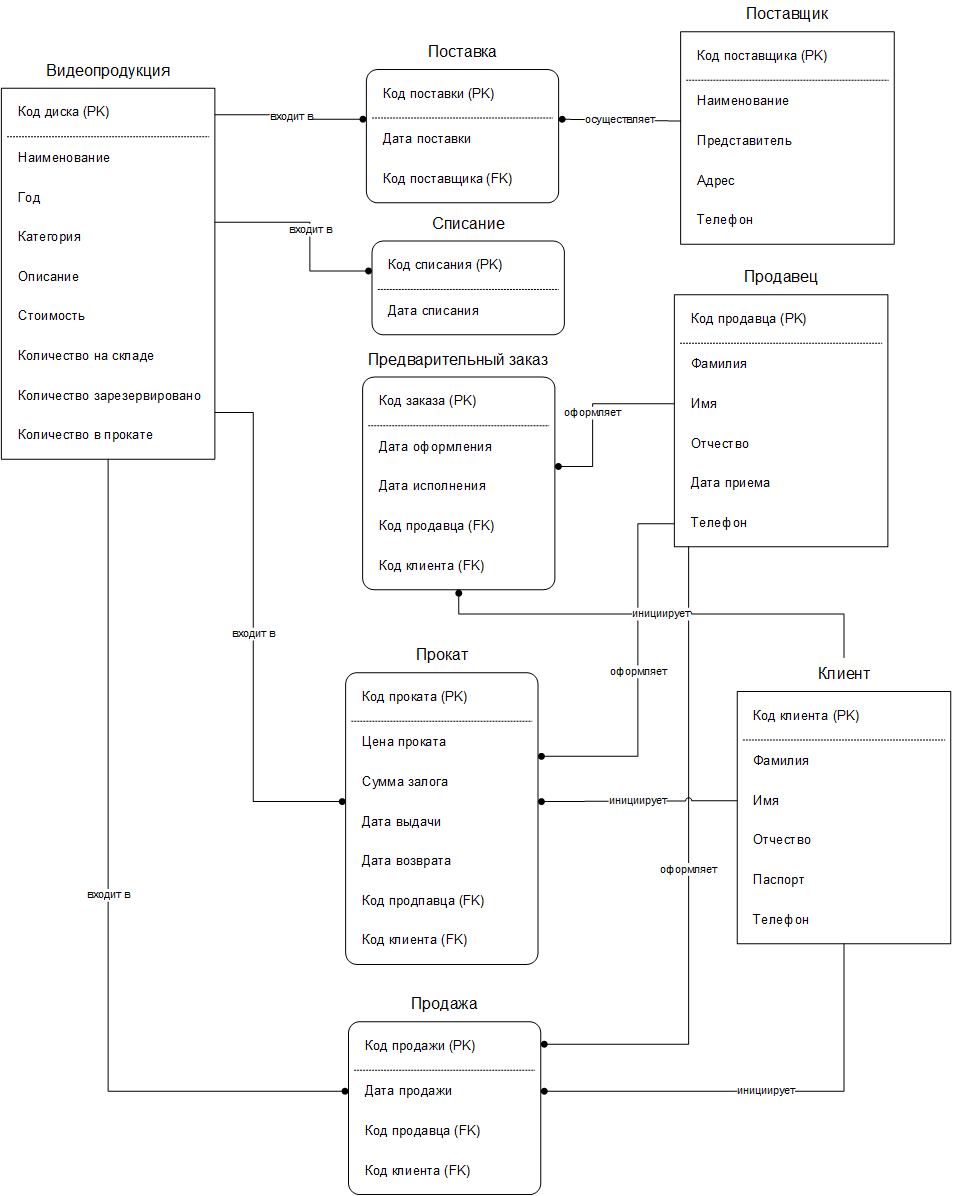 Видеопродукция
Код диска (PK)
Наименование
Год
Категория
Описание
Стоимость
Количество на складе
Количество зарезервировано
Количество в прокате
входит в
входит в
входит в
входит в
Поставка
Код поставки (PK)
Дата поставки
Код поставщика (FK)
осуществляет
Поставщик
Код поставщика (PK)
Наименование
Представитель
Адрес
Телефон
Списание
Код списания (PK)
Дата списания
Предварительный заказ
Код заказа (PK)
Дата оформления
Дата исполнения
Код продавца (FK)
Код клиента (FK)
оформляет
Продавец
Код продавца (PK)
Фамилия
Имя
Отчество
Дата приема
Телефон
инициирует
оформляет
Прокат
Код проката (PK)
Цена проката
Сумма залога
Дата выдачи
Дата возврата
Код продпавца (FK)
Код клиента (FK)
инициирует
оформляет
Клиент
Код клиента (PK)
Фамилия
Имя
Отчество
Паспорт
Телефон
Продажа
Код продажи (PK)
Дата продажи
Код продавца (FK)
Код клиента (FK)
инициирует